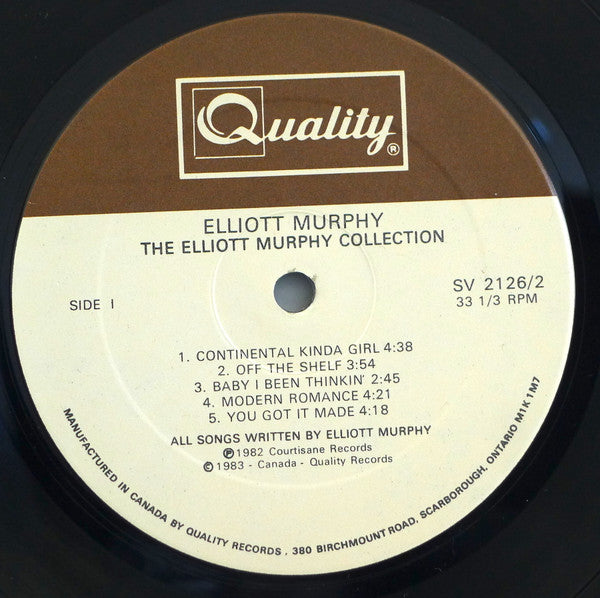 Quality®
ELLIOTT MURPHY
THE ELLIOTT MURPHY COLLECTION
SV 2126/2
SIDE I
33 1/3 RPM
1. CONTINENTAL KINDA GIRL 4:38
2. OFF THE SHELF 3:54
3. BABY I BEEN THINKIN' 2:45
4. MODERN ROMANCE 4:21
5. YOU GOT IT MADE 4:18
ALL SONGS WRITTEN BY ELLIOTT MURPHY
℗1982 Courtisane Records
©1983 - Canada - Quality Records
MANUFACTURED IN CANADA BY QUALITY RECORDS . 380 BIRCHMOUNT ROAD, SCARBOROUGH, ONTARIO M1K 1M7